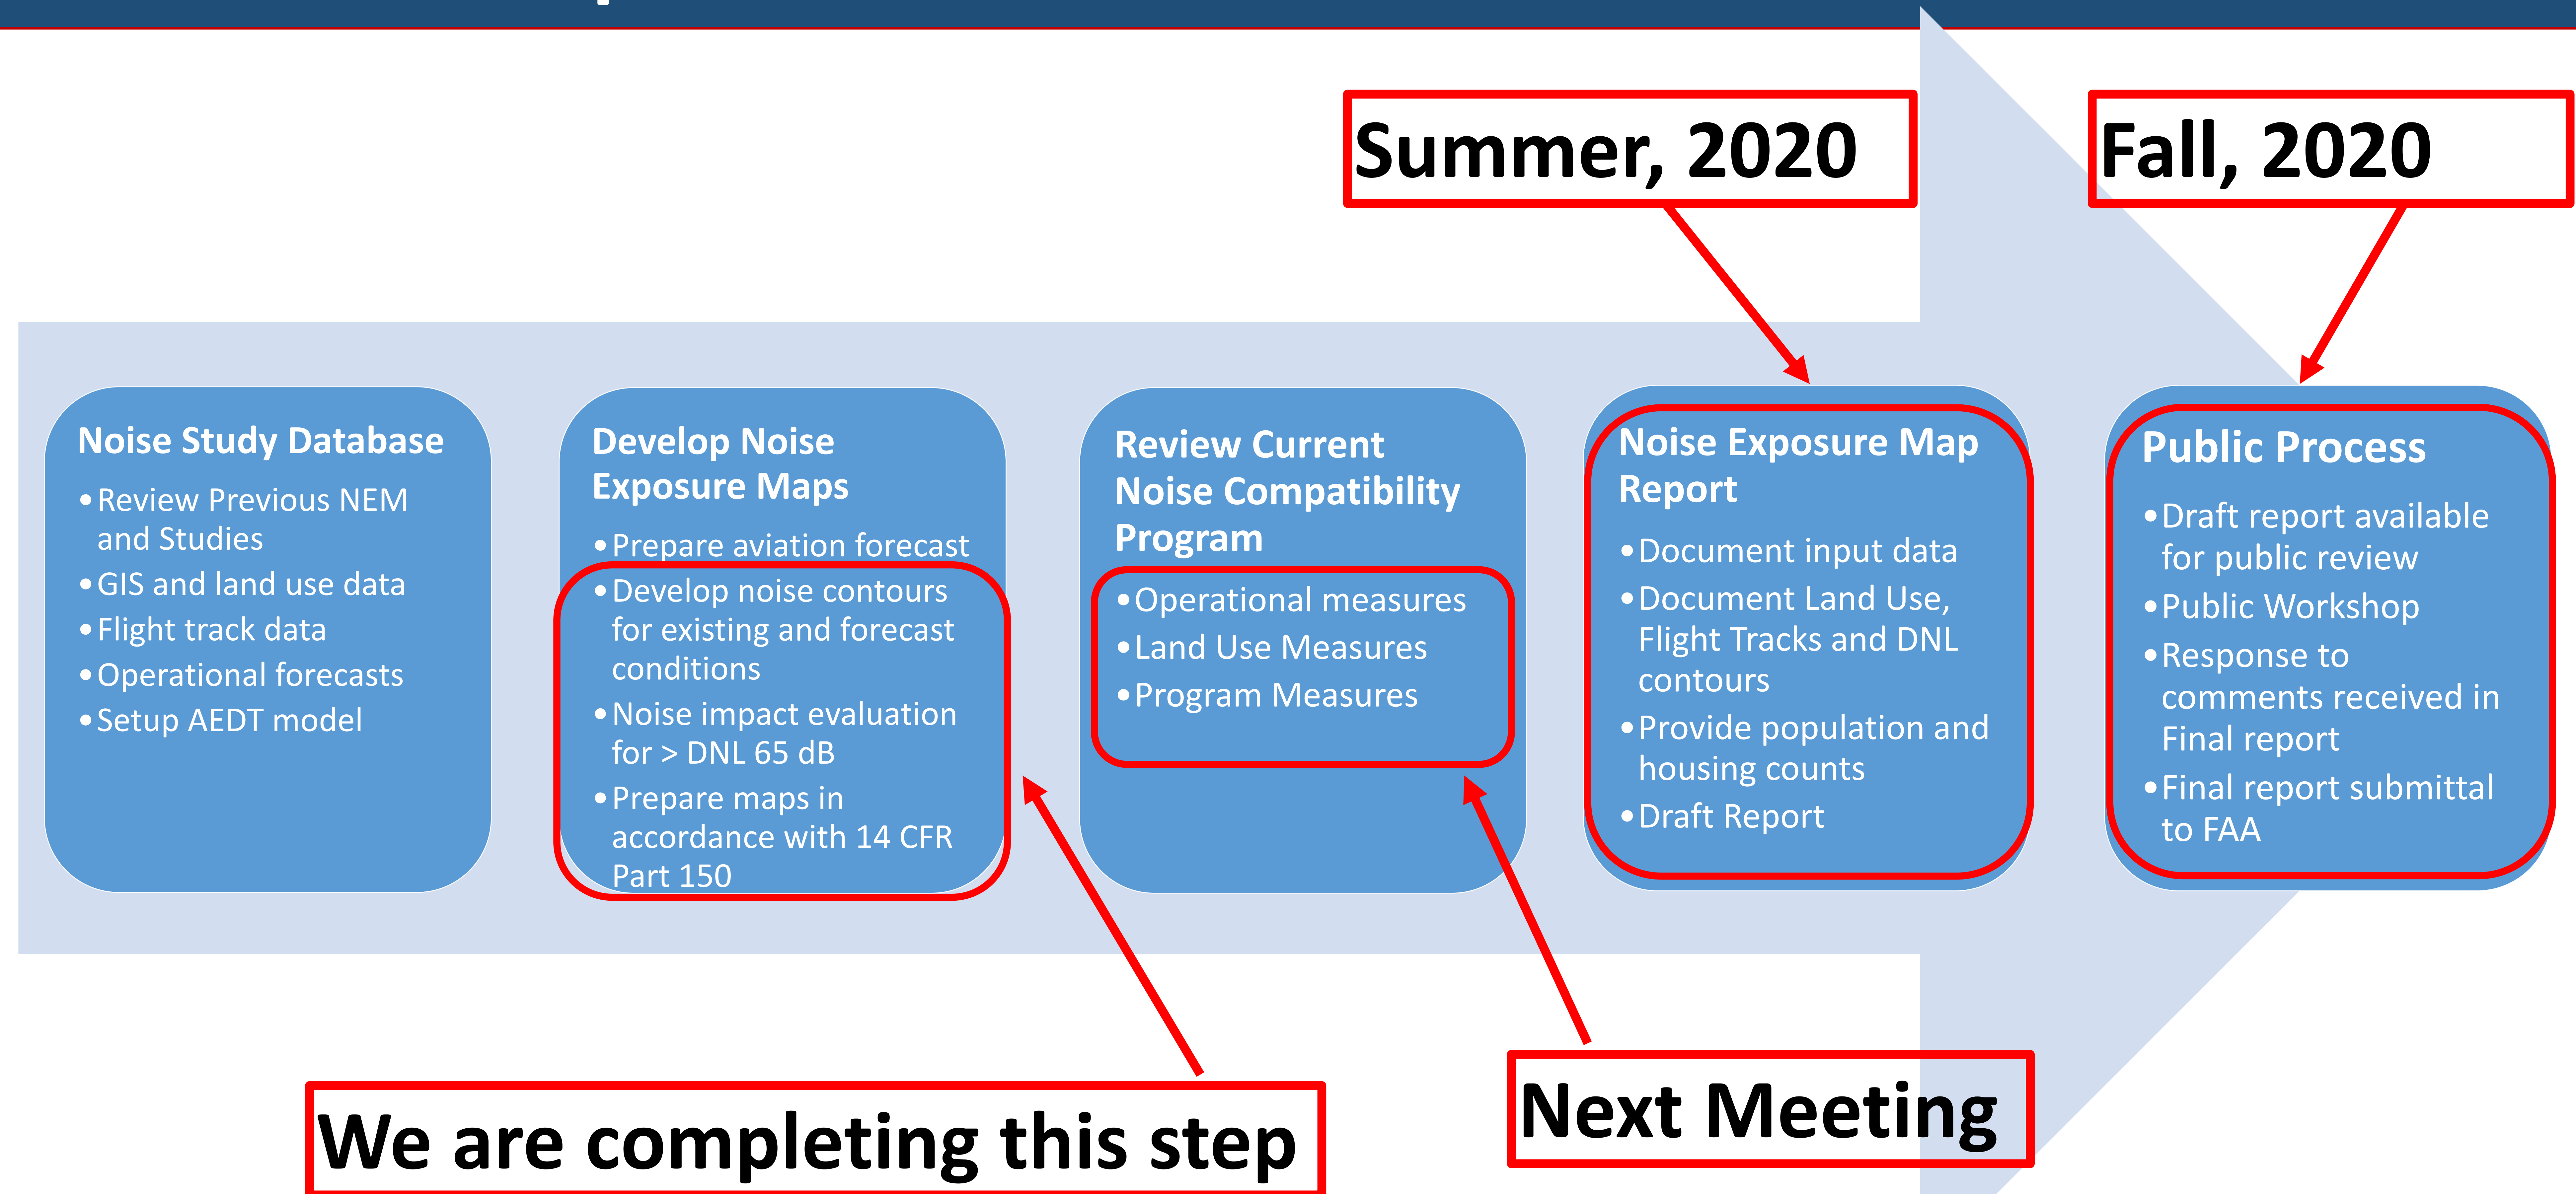 Summer, 2020
Fall, 2020
Noise Study Database
•Review Previous NEM
and Studies
•GIS and land use data
•Flight track data
•Operational forecasts
•Setup AEDT model
Develop Noise
Exposure Maps
•Prepare aviation forecast
•Develop noise contours
for existing and forecast
conditions
•Noise impact evaluation
for > DNL 65 dB
•Prepare maps in
accordance with 14 CFR
Part 150
Review Current
Noise Compatibility
Program
•Operational measures
•Land Use Measures
•Program Measures
Noise Exposure Map
Report
•Document input data
•Document Land Use,
Flight Tracks and DNL
contours
•Provide population and
housing counts
•Draft Report
Public Process
•Draft report available
for public review
•Public Workshop
•Response to
comments received in
Final report
•Final report submittal
to FAA
We are completing this step
Next Meeting